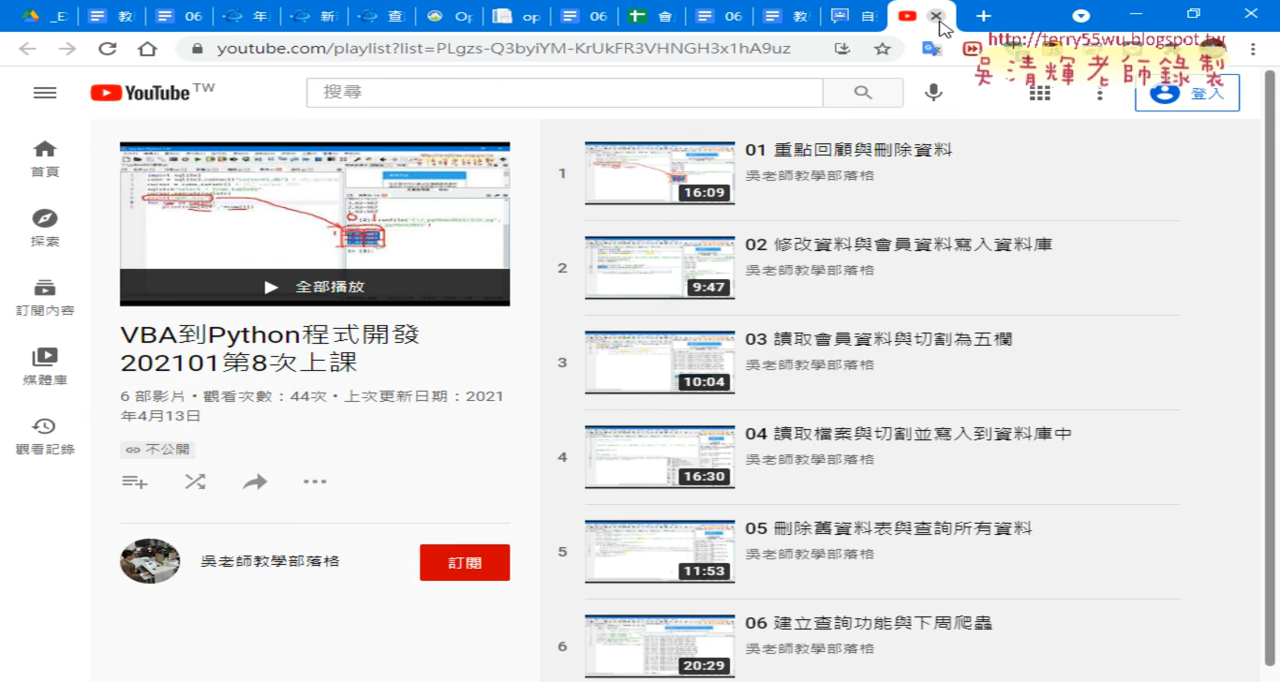 _E
教
06
年
新
查
Op
op
06
會
06
教
自
youtube.com/playlist?list=PLgzs-Q3byiYM-KrUkFR3VHNGH3x1hA9uz
http://terry55wu.blogspot.tw
吳清輝老師錄製
YouTube TW
搜尋
登入
首頁
探索
訂閱內容
媒體庫
觀看記錄
全部播放
VBA到Python程式開發
202101第8次上課
6 部影片・觀看次數：44次・上次更新日期：2021
年4月13日
不公開
吳老師教學部落格
訂閱
1
16:09
01 重點回顧與刪除資料
吳老師教學部落格
2
9:47
02 修改資料與會員資料寫入資料庫
吳老師教學部落格
3
10:04
03 讀取會員資料與切割為五欄
吳老師教學部落格
4
16:30
04 讀取檔案與切割並寫入到資料庫中
吳老師教學部落格
5
11:53
05 刪除舊資料表與查詢所有資料
吳老師教學部落格
6
20:29
06 建立查詢功能與下周爬蟲
吳老師教學部落格